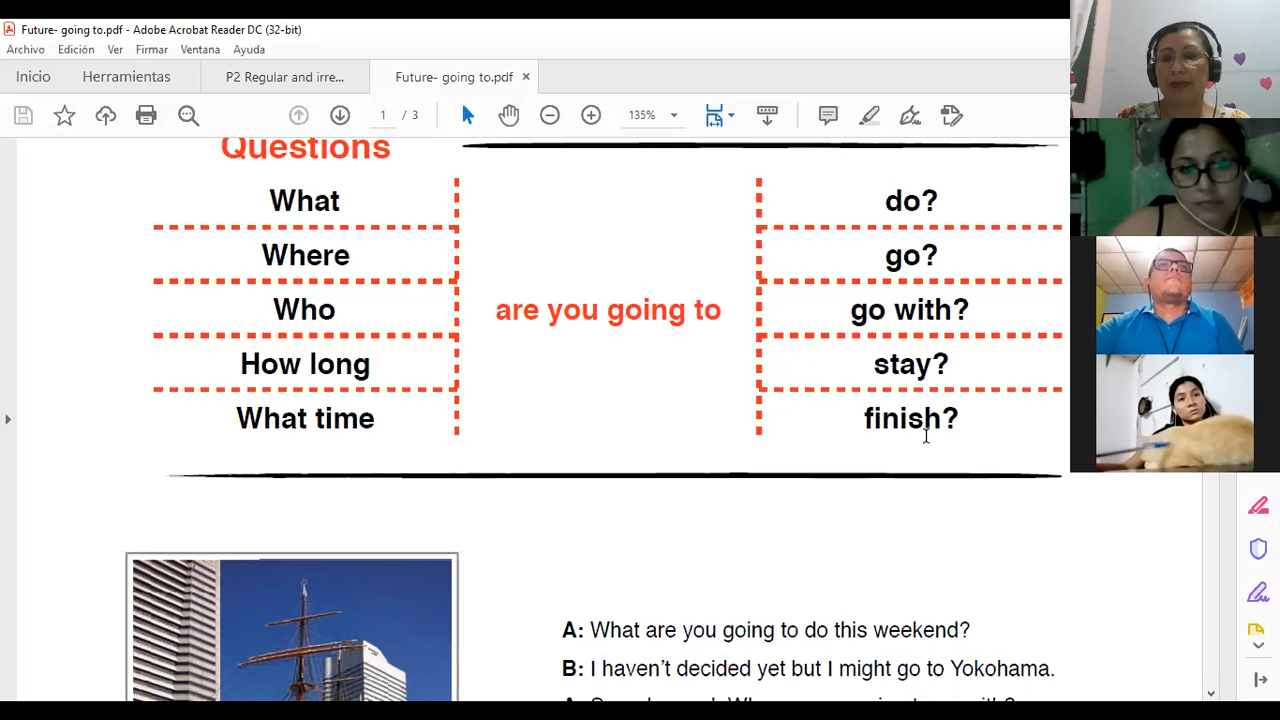 Future- going to.pdf - Adobe Acrobat Reader DC (32-bit)
Archivo Edición Ver Firmar Ventana Ayuda
Inicio Herramientas P2 Regular and irre... Future- going to.pdf ×
1 / 3 135%
Questions
What do?
Where go?
Who are you going to go with?
How long stay?
What time finish?
A: What are you going to do this weekend?
B: I haven't decided yet but I might go to Yokohama.